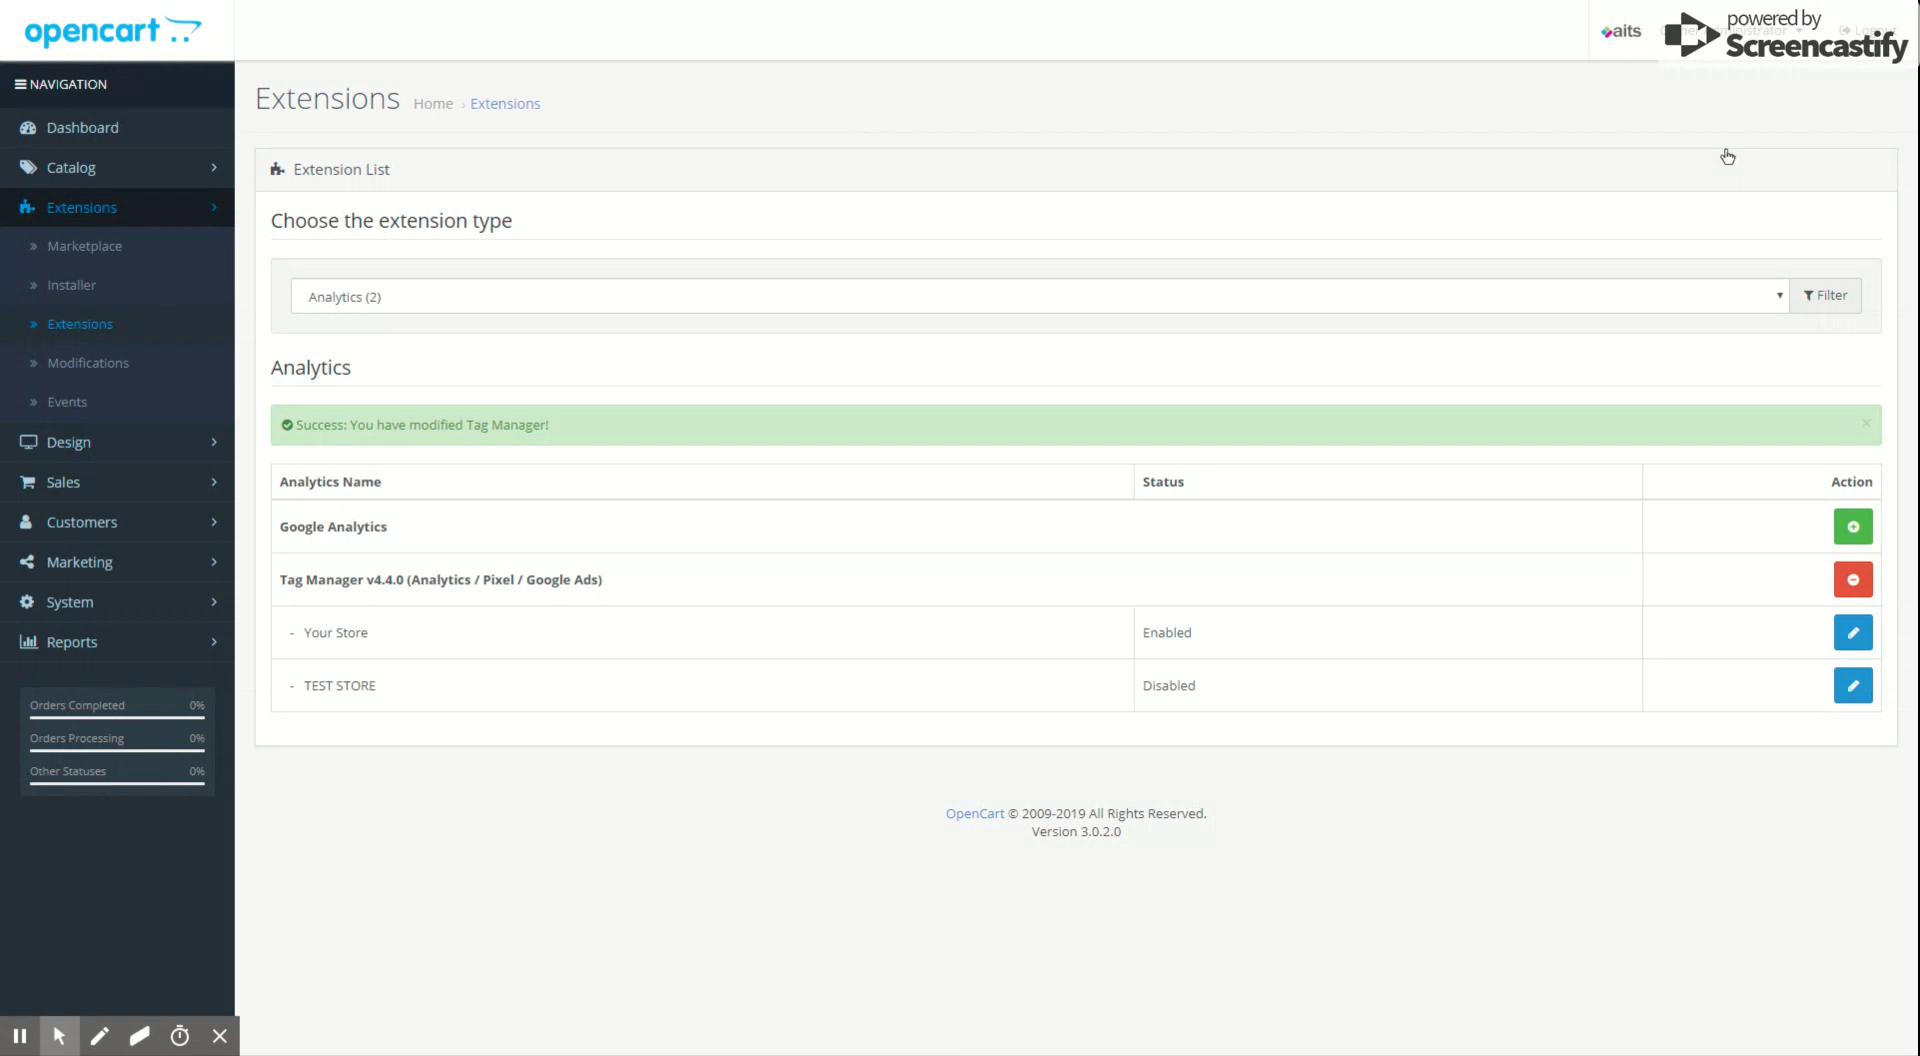 opencart
aits
powered by
Screencastify
NAVIGATION
Dashboard
Catalog
Extensions
Marketplace
Installer
Extensions
Modifications
Events
Design
Sales
Customers
Marketing
System
Reports
Orders Completed 0%
Orders Processing 0%
Other Statuses 0%
Extensions Home › Extensions
Extension List
Choose the extension type
Analytics (2) Filter
Analytics
Success: You have modified Tag Manager! ×
Analytics Name Status Action
Google Analytics
Tag Manager v4.4.0 (Analytics / Pixel / Google Ads)
- Your Store Enabled
- TEST STORE Disabled
OpenCart © 2009-2019 All Rights Reserved.
Version 3.0.2.0